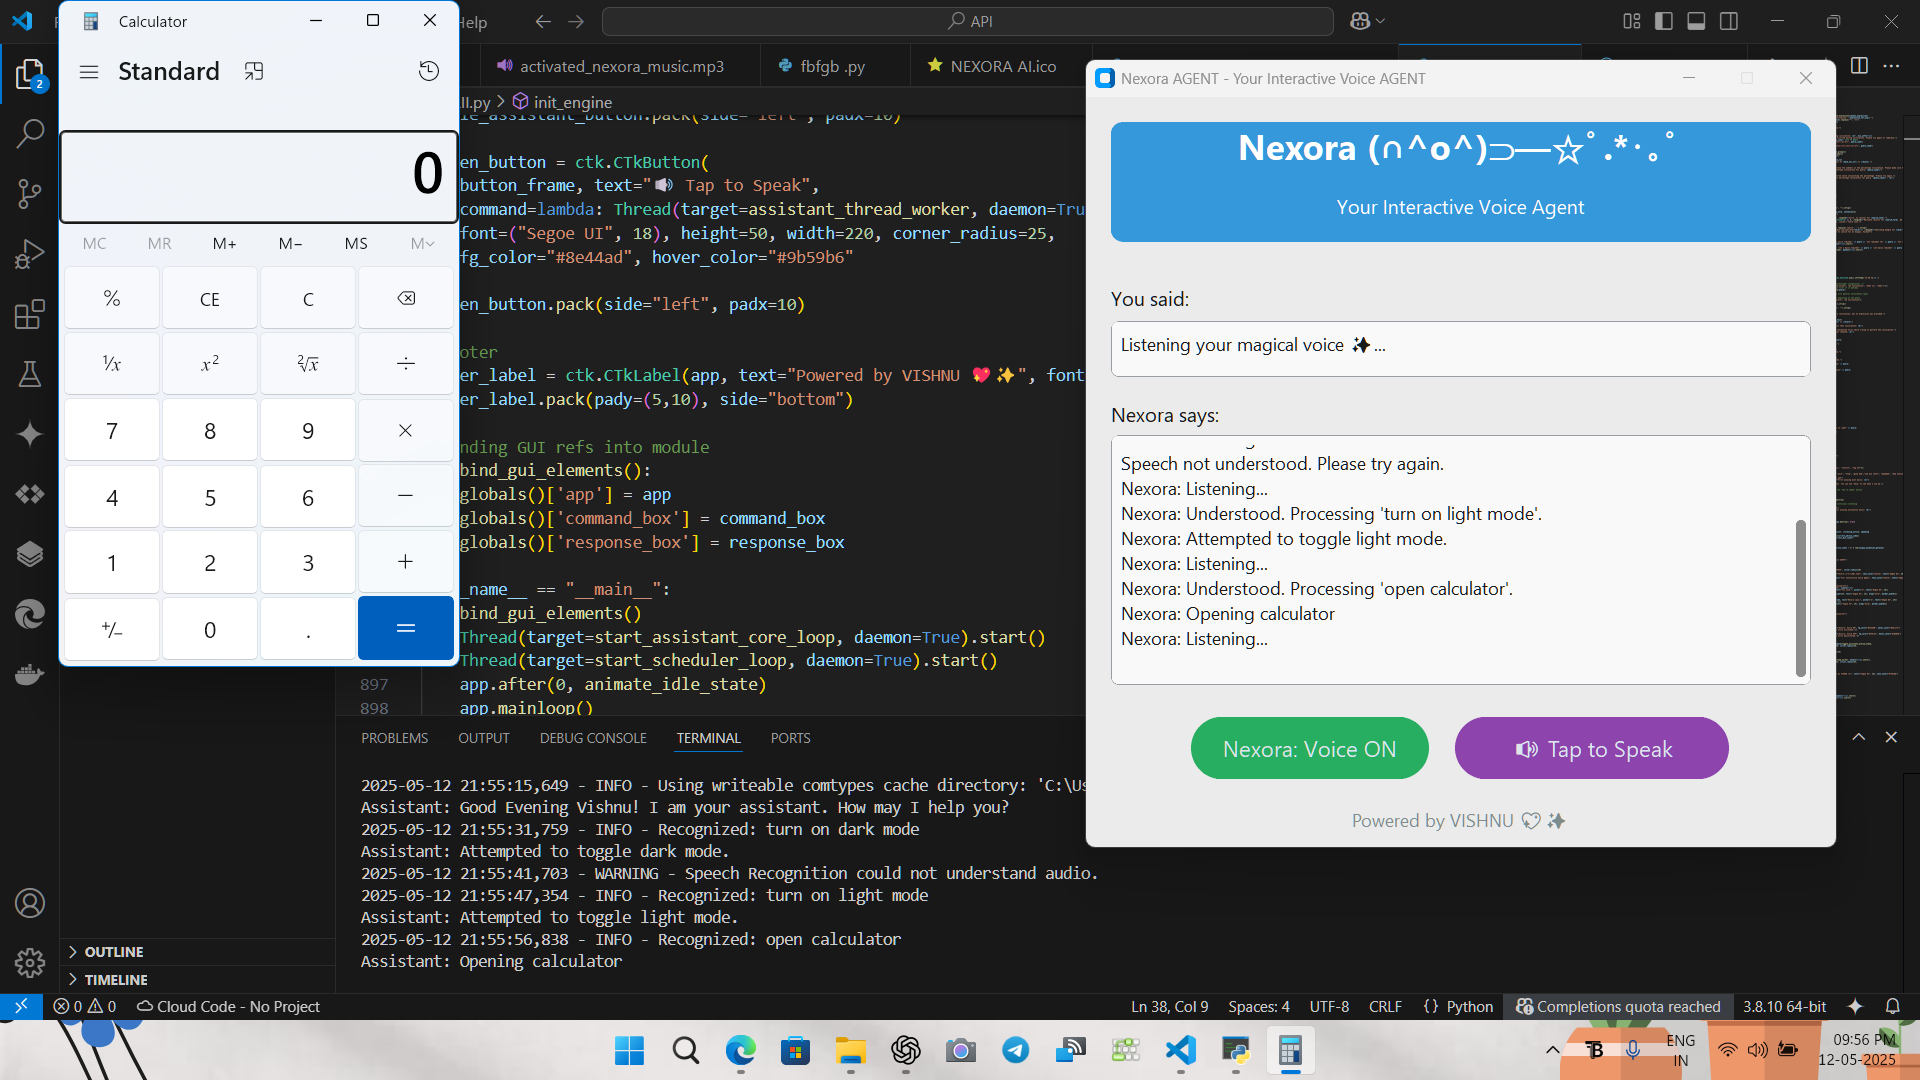 Calculator
Standard
0
MC MR M+ M− MS M
% CE C
⅟x x² ²√x ÷
7 8 9 ×
4 5 6 −
1 2 3 +
+/− 0 . =
Help
API
2
activated_nexora_music.mp3
fbfgb .py
NEXORA AI.ico
ll.py > init_engine
le_assistant_button.pack(side="left", padx=10)
en_button = ctk.CTkButton(
button_frame, text="🔊 Tap to Speak",
command=lambda: Thread(target=assistant_thread_worker, daemon=Tru
font=("Segoe UI", 18), height=50, width=220, corner_radius=25,
fg_color="#8e44ad", hover_color="#9b59b6"
en_button.pack(side="left", padx=10)
oter
er_label = ctk.CTkLabel(app, text="Powered by VISHNU 💖✨", font
er_label.pack(pady=(5,10), side="bottom")
nding GUI refs into module
bind_gui_elements():
globals()['app'] = app
globals()['command_box'] = command_box
globals()['response_box'] = response_box
_name__ == "__main__":
bind_gui_elements()
Thread(target=start_assistant_core_loop, daemon=True).start()
Thread(target=start_scheduler_loop, daemon=True).start()
897 app.after(0, animate_idle_state)
898 app.mainloop()
PROBLEMS OUTPUT DEBUG CONSOLE TERMINAL PORTS
2025-05-12 21:55:15,649 - INFO - Using writeable comtypes cache directory: 'C:\Us
Assistant: Good Evening Vishnu! I am your assistant. How may I help you?
2025-05-12 21:55:31,759 - INFO - Recognized: turn on dark mode
Assistant: Attempted to toggle dark mode.
2025-05-12 21:55:41,703 - WARNING - Speech Recognition could not understand audio.
2025-05-12 21:55:47,354 - INFO - Recognized: turn on light mode
Assistant: Attempted to toggle light mode.
2025-05-12 21:55:56,838 - INFO - Recognized: open calculator
Assistant: Opening calculator
OUTLINE
TIMELINE
Nexora AGENT - Your Interactive Voice AGENT
Nexora (∩^o^)⊃━☆ﾟ.*･｡ﾟ
Your Interactive Voice Agent
You said:
Listening your magical voice ✨...
Nexora says:
Speech not understood. Please try again.
Nexora: Listening...
Nexora: Understood. Processing 'turn on light mode'.
Nexora: Attempted to toggle light mode.
Nexora: Listening...
Nexora: Understood. Processing 'open calculator'.
Nexora: Opening calculator
Nexora: Listening...
Nexora: Voice ON
🔊 Tap to Speak
Powered by VISHNU 💖✨
0 0 Cloud Code - No Project
Ln 38, Col 9 Spaces: 4 UTF-8 CRLF {} Python Completions quota reached 3.8.10 64-bit
ENG
IN
09:56 PM
12-05-2025